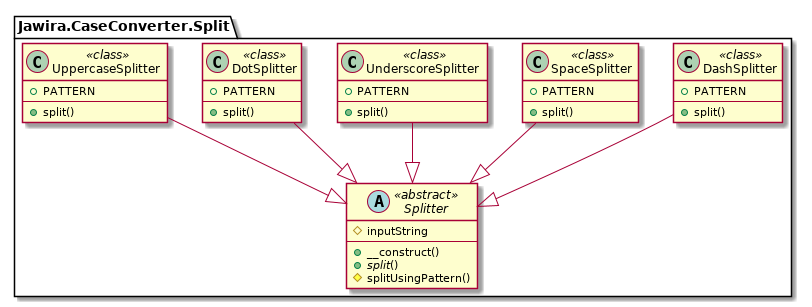 Jawira.CaseConverter.Split
C «class»
UppercaseSplitter
PATTERN
split()
C «class»
DotSplitter
PATTERN
split()
C «class»
UnderscoreSplitter
PATTERN
split()
C «class»
SpaceSplitter
PATTERN
split()
C «class»
DashSplitter
PATTERN
split()
A «abstract»
Splitter
inputString
__construct()
split()
splitUsingPattern()